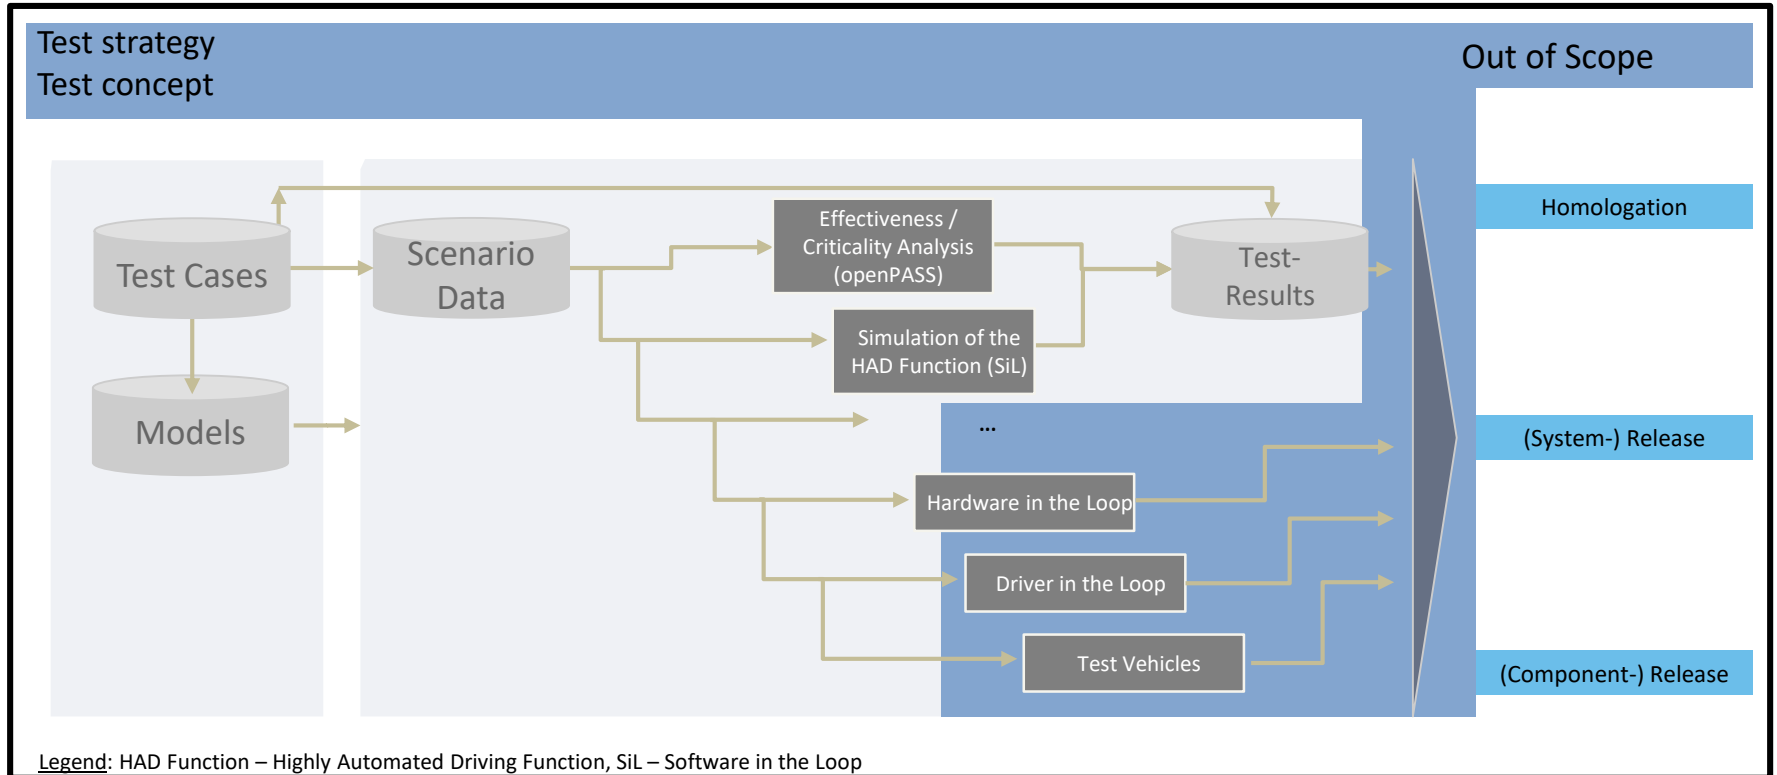 Test strategy
Test concept
Out of Scope
Test Cases
Models
Scenario
Data
Effectiveness /
Criticality Analysis
(openPASS)
Simulation of the
HAD Function (SiL)
...
Hardware in the Loop
Driver in the Loop
Test Vehicles
Test-
Results
Homologation
(System-) Release
(Component-) Release
Legend: HAD Function – Highly Automated Driving Function, SiL – Software in the Loop